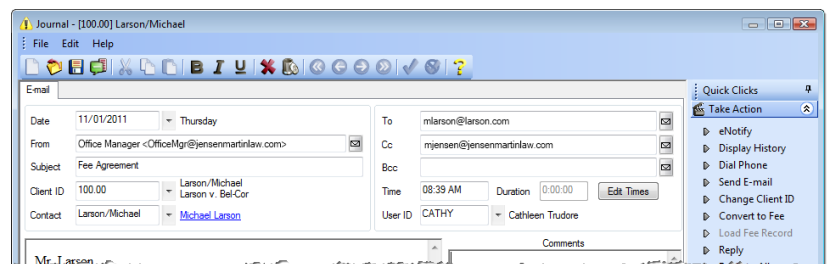 Journal - [100.00] Larson/Michael
File Edit Help
B I U
E-mail
Date 11/01/2011 Thursday
From Office Manager <OfficeMgr@jensenmartinlaw.com>
Subject Fee Agreement
Client ID 100.00 Larson/Michael
Larson v. Bel-Cor
Contact Larson/Michael Michael Larson
To mlarson@larson.com
Cc mjensen@jensenmartinlaw.com
Bcc
Time 08:39 AM Duration 0:00:00 Edit Times
User ID CATHY Cathleen Trudore
Comments
Mr. Larson
Quick Clicks
Take Action
eNotify
Display History
Dial Phone
Send E-mail
Change Client ID
Convert to Fee
Load Fee Record
Reply